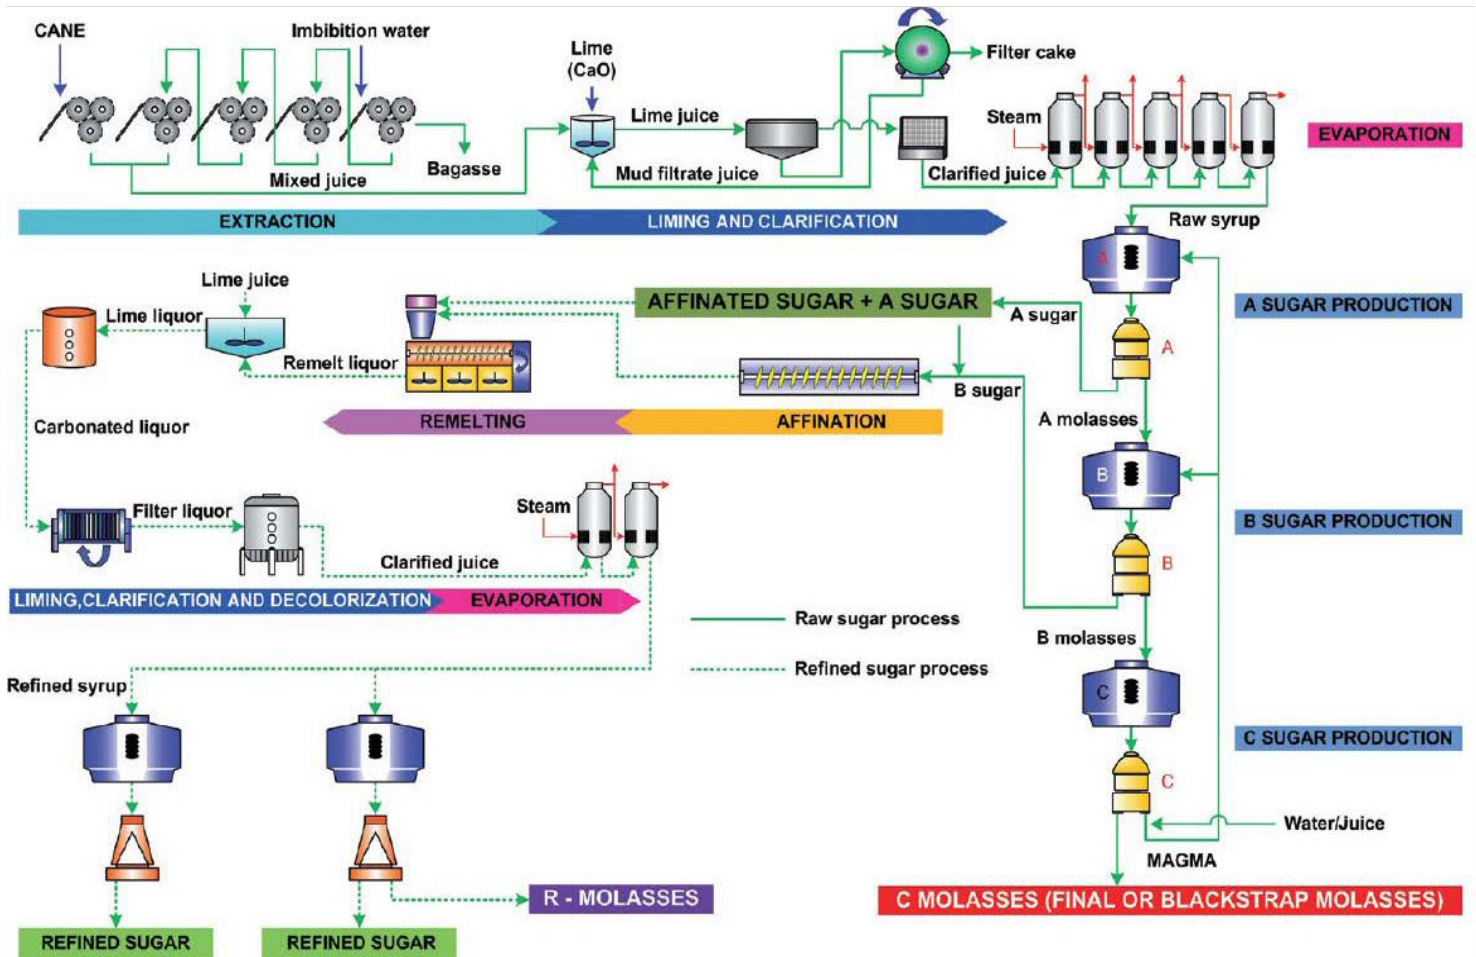 CANE
Imbibition water
Lime
(CaO)
Filter cake
Lime juice
Steam
EVAPORATION
Bagasse
Mixed juice
Mud filtrate juice
Clarified juice
EXTRACTION
LIMING AND CLARIFICATION
Raw syrup
A
Lime juice
AFFINATED SUGAR + A SUGAR
A SUGAR PRODUCTION
Lime liquor
A sugar
A
Remelt liquor
B sugar
REMELTING
AFFINATION
A molasses
Carbonated liquor
B
Steam
Filter liquor
B SUGAR PRODUCTION
Clarified juice
B
LIMING,CLARIFICATION AND DECOLORIZATION
EVAPORATION
Raw sugar process
B molasses
Refined sugar process
Refined syrup
C
C SUGAR PRODUCTION
C
Water/Juice
MAGMA
R - MOLASSES
C MOLASSES (FINAL OR BLACKSTRAP MOLASSES)
REFINED SUGAR
REFINED SUGAR